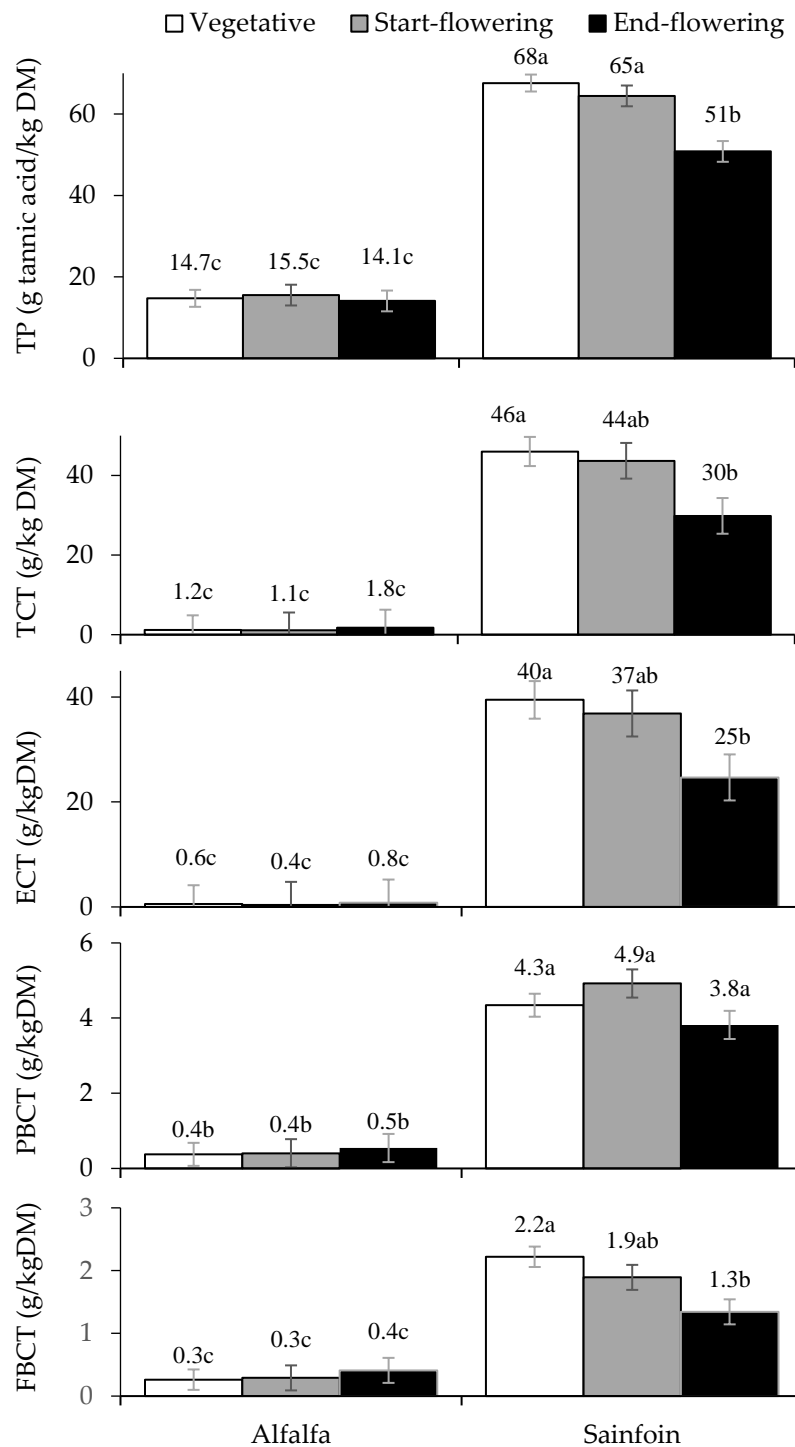 Vegetative Start-flowering End-flowering
TP (g tannic acid/kg DM)
60
40
20
0
14.7c 15.5c 14.1c 68a 65a 51b
TCT (g/kg DM)
40
20
0
1.2c 1.1c 1.8c 46a 44ab 30b
ECT (g/kgDM)
40
20
0
0.6c 0.4c 0.8c 40a 37ab 25b
PBCT (g/kgDM)
6
4
2
0
0.4b 0.4b 0.5b 4.3a 4.9a 3.8a
FBCT (g/kgDM)
3
2
1
0
0.3c 0.3c 0.4c 2.2a 1.9ab 1.3b
Alfalfa Sainfoin